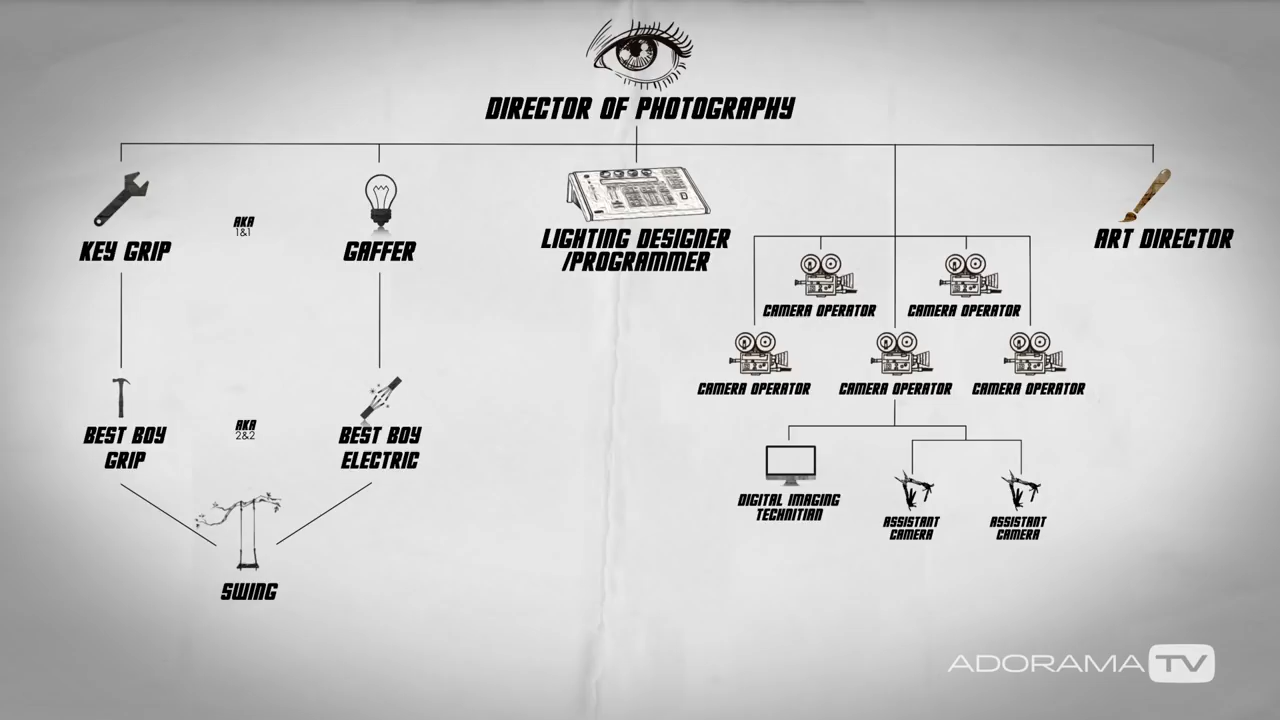 DIRECTOR OF PHOTOGRAPHY
KEY GRIP
AKA
1&1
GAFFER
LIGHTING DESIGNER
/PROGRAMMER
ART DIRECTOR
CAMERA OPERATOR
CAMERA OPERATOR
CAMERA OPERATOR
CAMERA OPERATOR
CAMERA OPERATOR
BEST BOY
GRIP
AKA
2&2
BEST BOY
ELECTRIC
DIGITAL IMAGING
TECHNITIAN
ASSISTANT
CAMERA
ASSISTANT
CAMERA
SWING
ADORAMA TV